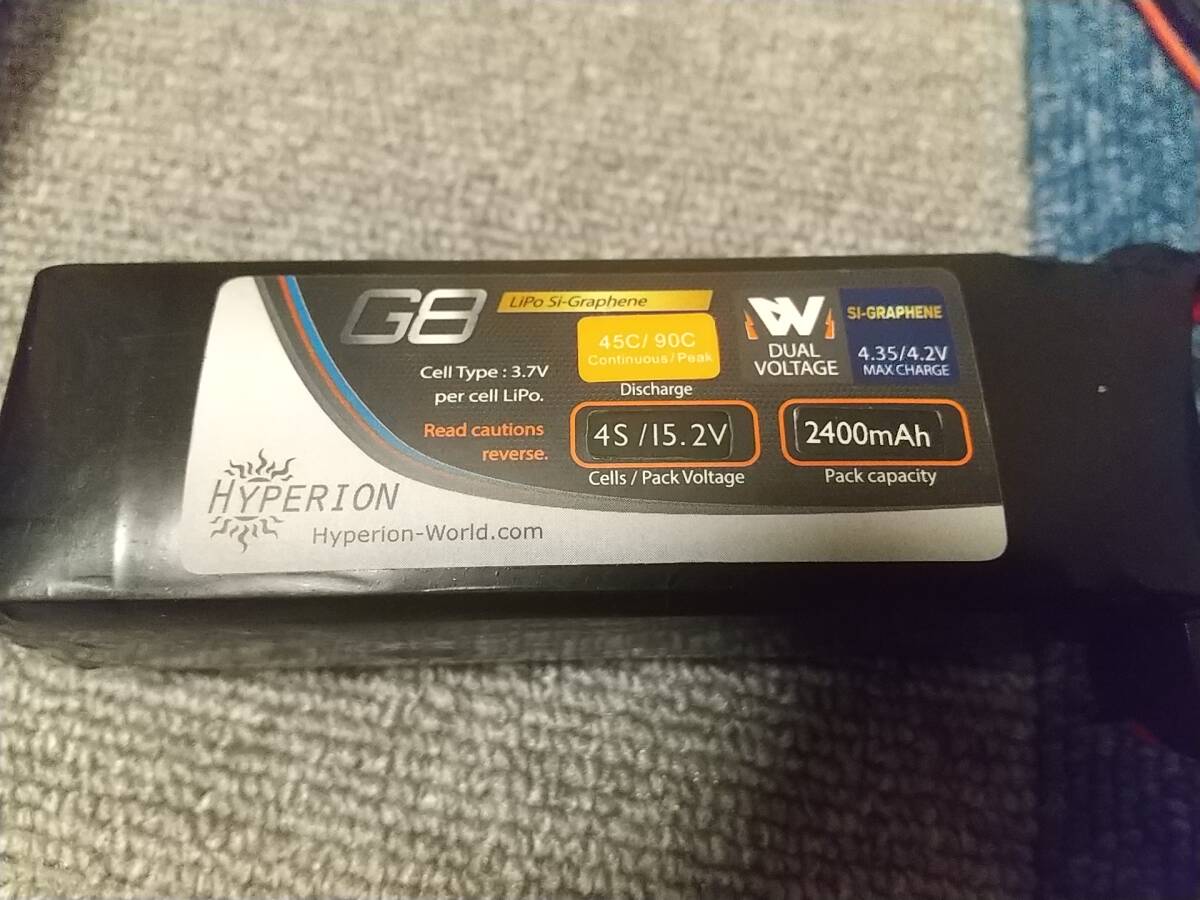 G8
LiPo Si-Graphene
45C/ 90C
Continuous/Peak
Discharge
DUAL
VOLTAGE
SI-GRAPHENE
4.35/4.2V
MAX CHARGE
Cell Type : 3.7V
per cell LiPo.
Read cautions
reverse.
4S /15.2V
Cells / Pack Voltage
2400mAh
Pack capacity
HYPERION
Hyperion-World.com